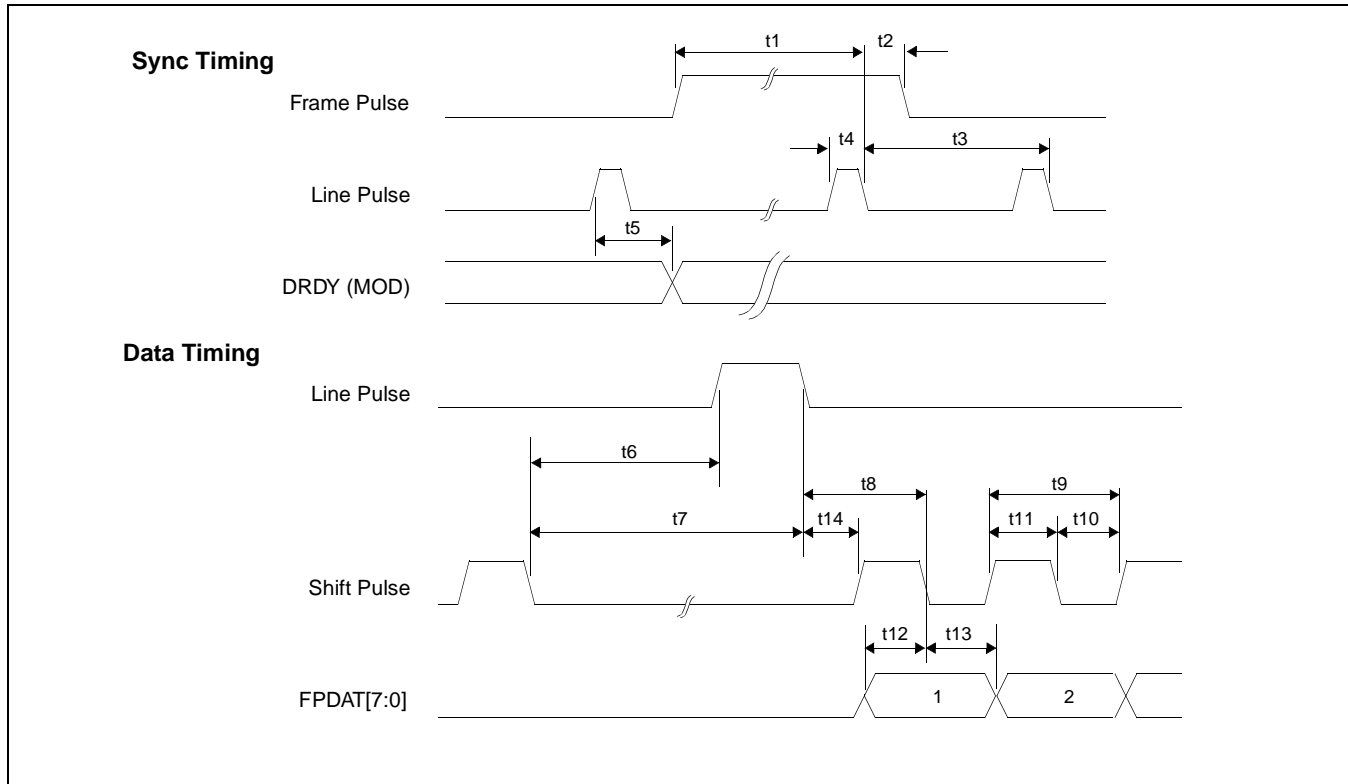 Sync Timing
t1
t2
Frame Pulse
t4
t3
Line Pulse
t5
DRDY (MOD)
Data Timing
Line Pulse
t6
t8
t9
t7
t14
t11
t10
Shift Pulse
t12
t13
FPDAT[7:0]
1
2